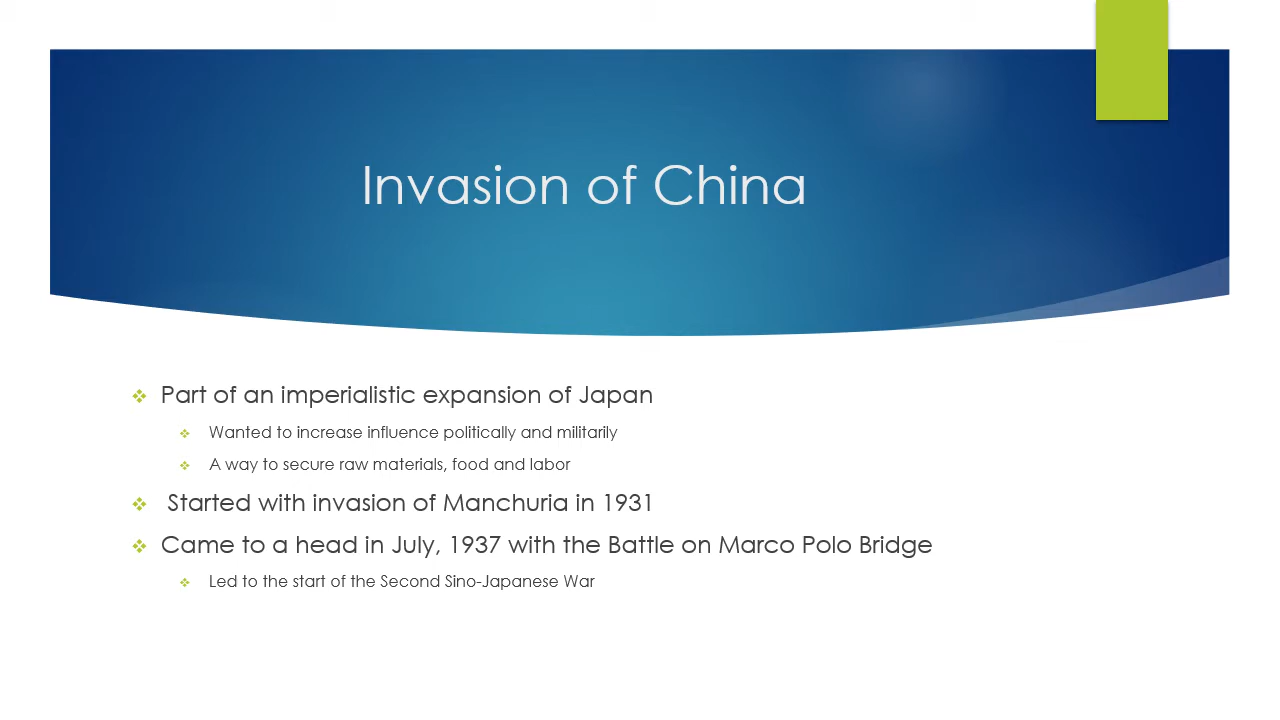 Invasion of China
Part of an imperialistic expansion of Japan
Wanted to increase influence politically and militarily
A way to secure raw materials, food and labor
Started with invasion of Manchuria in 1931
Came to a head in July, 1937 with the Battle on Marco Polo Bridge
Led to the start of the Second Sino-Japanese War